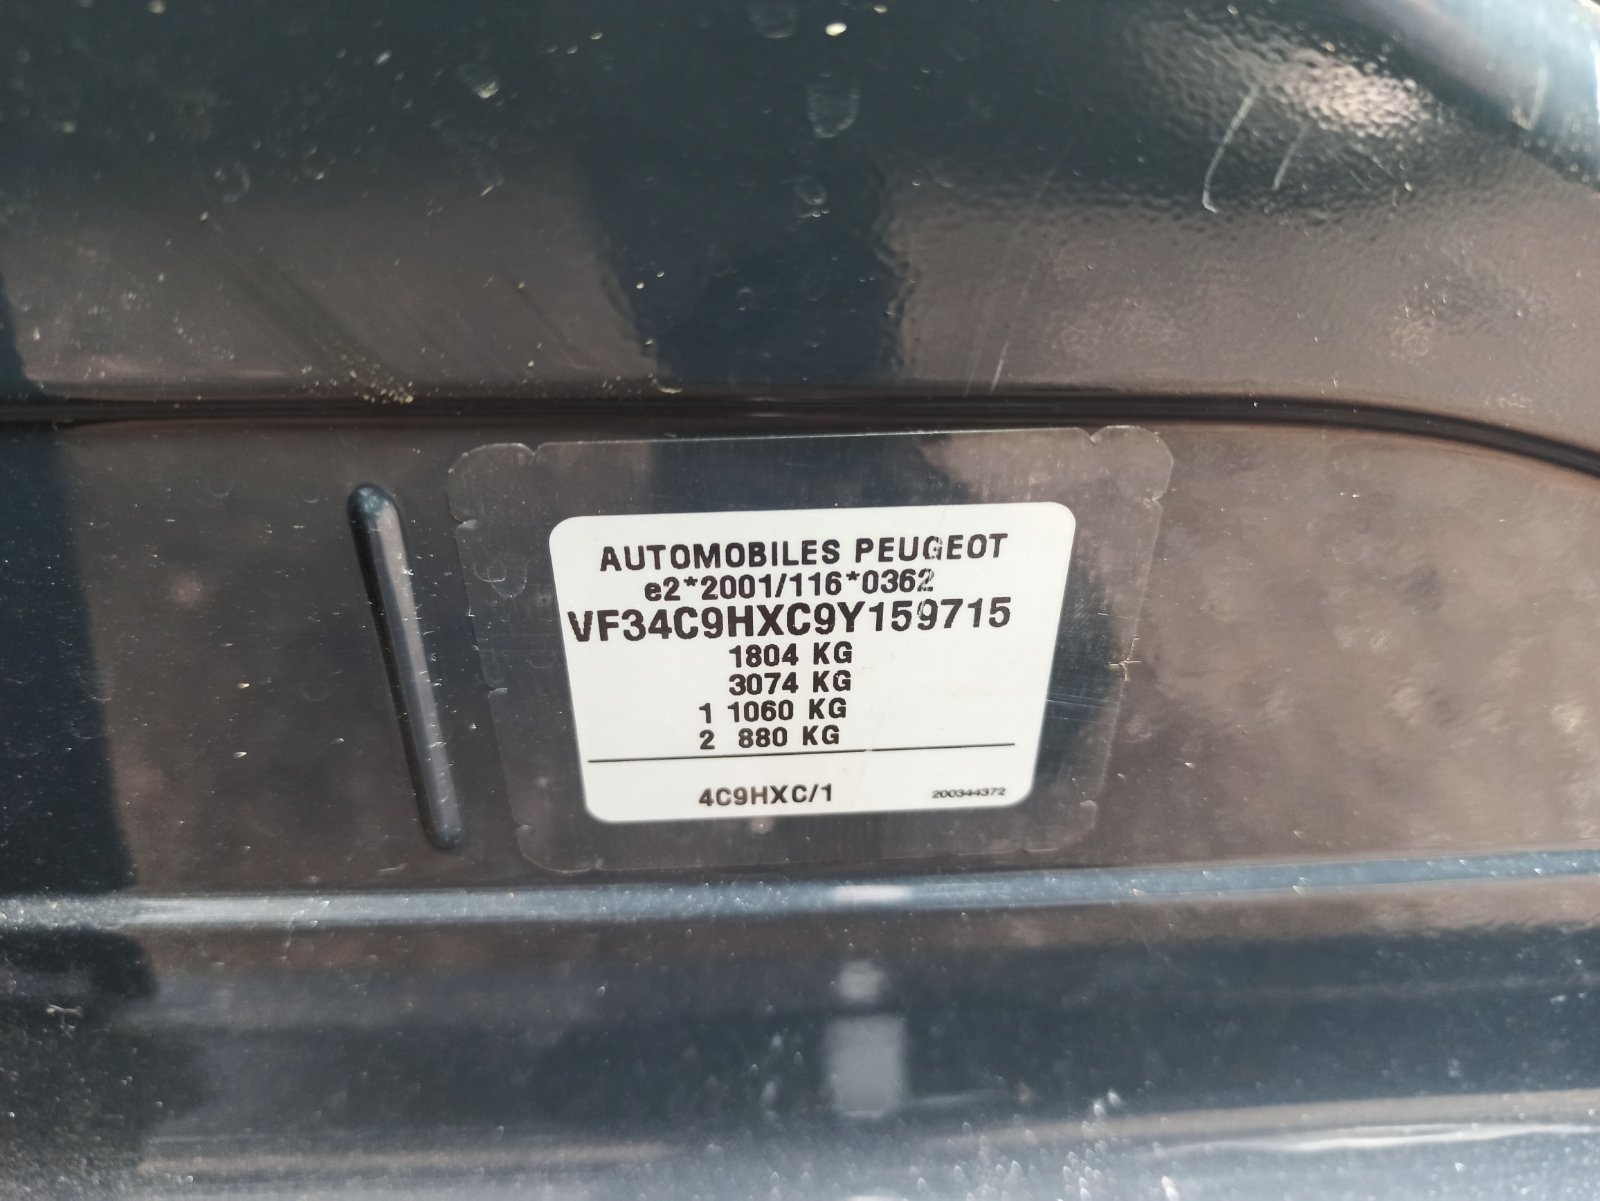 AUTOMOBILES PEUGEOT
e2*2001/116*0362
VF34C9HXC9Y159715
1804 KG
3074 KG
1 1060 KG
2 880 KG
4C9HXC/1
200344372